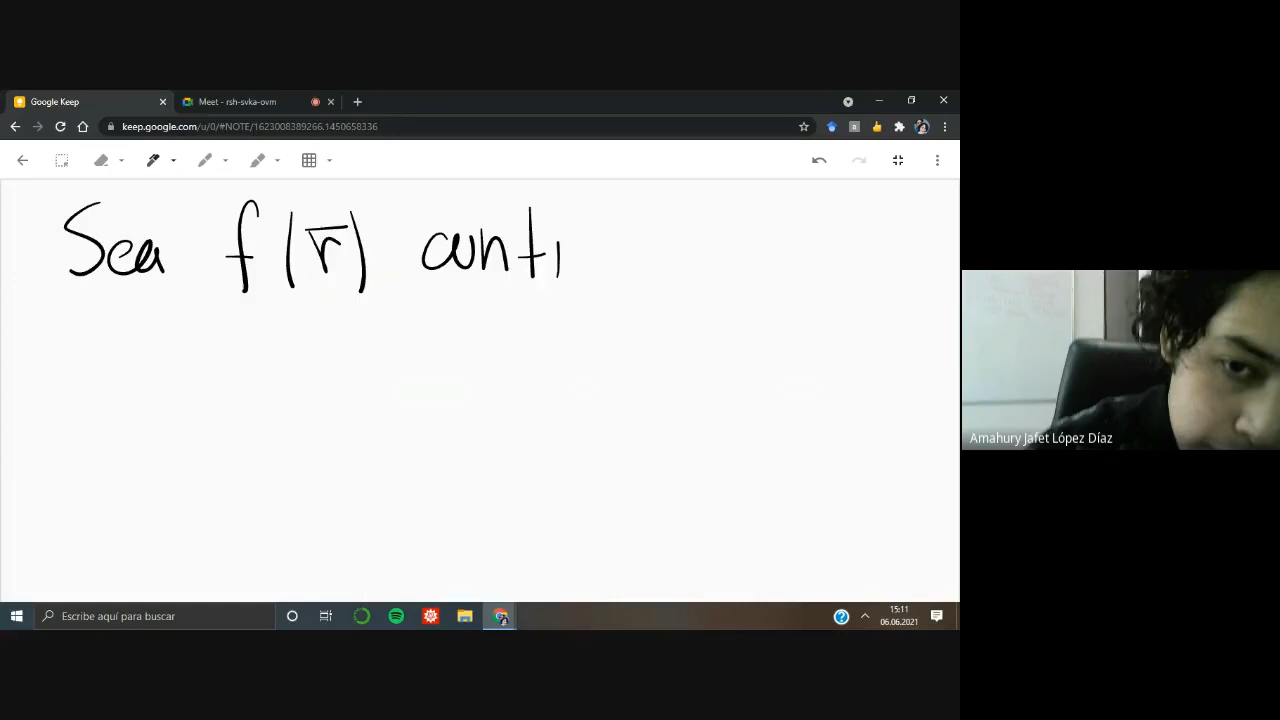 Google Keep
Meet - rsh-svka-ovm
keep.google.com/u/0/#NOTE/1623008389266.1450658336
Sea f(r̅) conti
Amahury Jafet López Díaz
Escribe aquí para buscar
15:11
06.06.2021